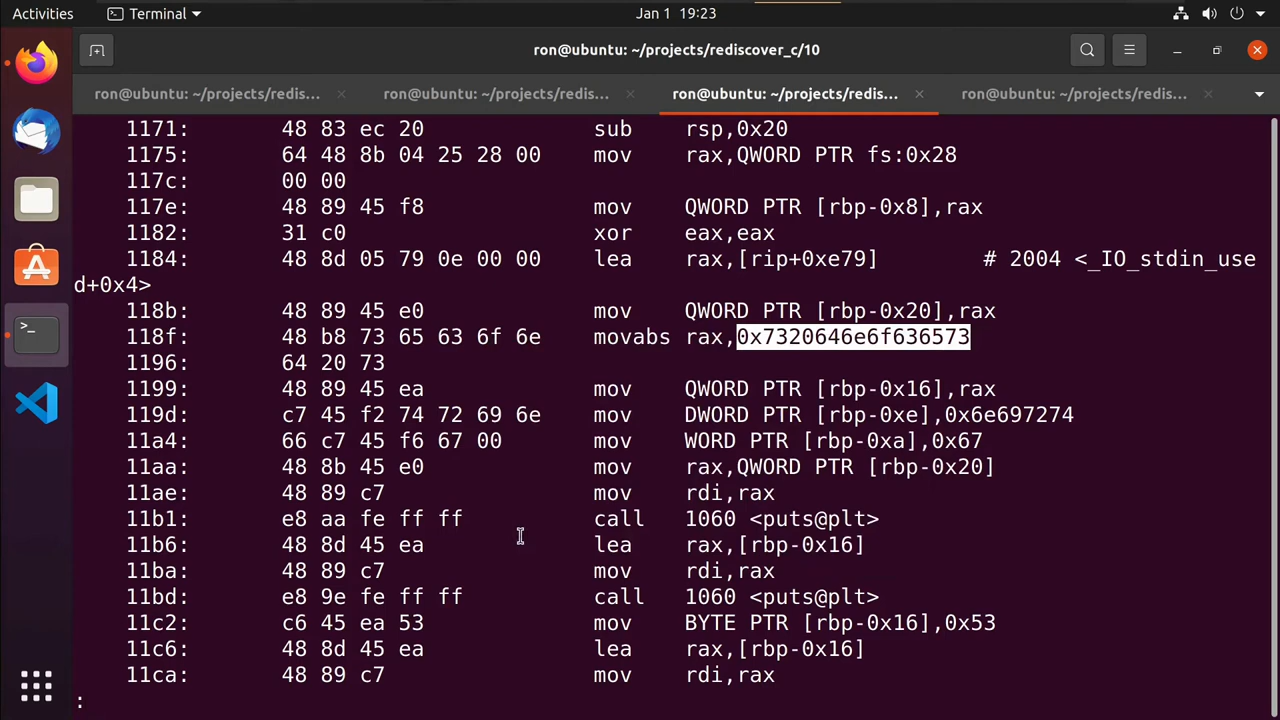 Activities Terminal Jan 1 19:23
ron@ubuntu: ~/projects/rediscover_c/10
ron@ubuntu: ~/projects/redis... ron@ubuntu: ~/projects/redis... ron@ubuntu: ~/projects/redis... ron@ubuntu: ~/projects/redis...
1171: 48 83 ec 20 sub rsp,0x20
1175: 64 48 8b 04 25 28 00 mov rax,QWORD PTR fs:0x28
117c: 00 00
117e: 48 89 45 f8 mov QWORD PTR [rbp-0x8],rax
1182: 31 c0 xor eax,eax
1184: 48 8d 05 79 0e 00 00 lea rax,[rip+0xe79] # 2004 <_IO_stdin_use
d+0x4>
118b: 48 89 45 e0 mov QWORD PTR [rbp-0x20],rax
118f: 48 b8 73 65 63 6f 6e movabs rax,0x7320646e6f636573
1196: 64 20 73
1199: 48 89 45 ea mov QWORD PTR [rbp-0x16],rax
119d: c7 45 f2 74 72 69 6e mov DWORD PTR [rbp-0xe],0x6e697274
11a4: 66 c7 45 f6 67 00 mov WORD PTR [rbp-0xa],0x67
11aa: 48 8b 45 e0 mov rax,QWORD PTR [rbp-0x20]
11ae: 48 89 c7 mov rdi,rax
11b1: e8 aa fe ff ff call 1060 <puts@plt>
11b6: 48 8d 45 ea lea rax,[rbp-0x16]
11ba: 48 89 c7 mov rdi,rax
11bd: e8 9e fe ff ff call 1060 <puts@plt>
11c2: c6 45 ea 53 mov BYTE PTR [rbp-0x16],0x53
11c6: 48 8d 45 ea lea rax,[rbp-0x16]
11ca: 48 89 c7 mov rdi,rax
: